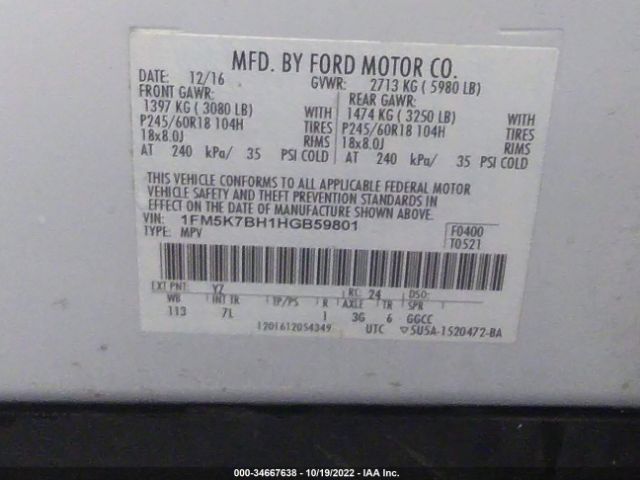 MFD. BY FORD MOTOR CO.
DATE: 12/16 GVWR: 2713 KG (5980 LB)
FRONT GAWR: REAR GAWR:
1397 KG (3080 LB) WITH 1474 KG (3250 LB) WITH
P245/60R18 104H TIRES P245/60R18 104H TIRES
18x8.0J RIMS 18x8.0J RIMS
AT 240 kPa/ 35 PSI COLD AT 240 kPa/ 35 PSI COLD
THIS VEHICLE CONFORMS TO ALL APPLICABLE FEDERAL MOTOR
VEHICLE SAFETY AND THEFT PREVENTION STANDARDS IN
EFFECT ON THE DATE OF MANUFACTURE SHOWN ABOVE.
VIN: 1FM5K7BH1HGB59801 F0400
TYPE: MPV T0521
EXT PNT: YZ RC: 24 DSO:
WB INT TR TP/PS R AXLE TR SPR
113 7L 1 3G 6 GGCC
1201612054349 UTC ▽5U5A-1520472-BA
000-34667638 - 10/19/2022 - IAA Inc.